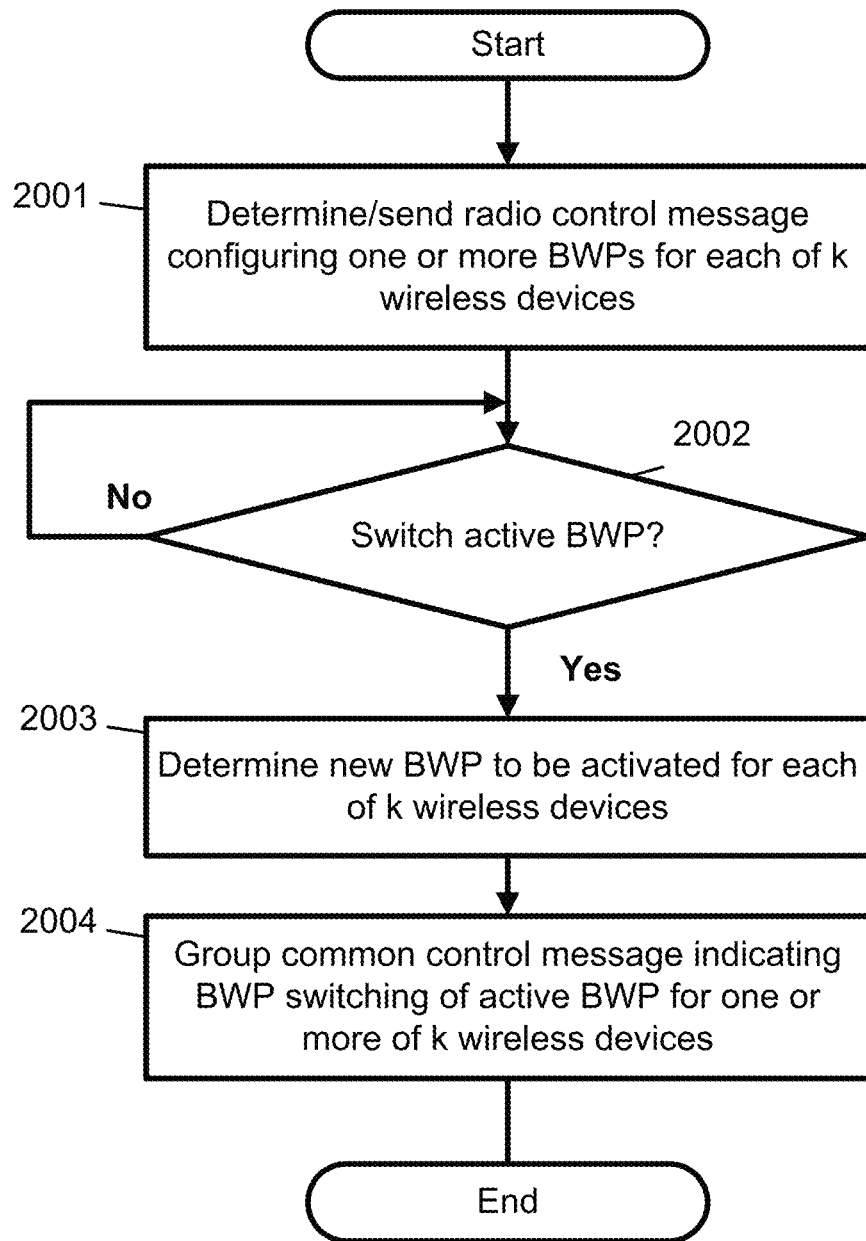 Start
2001
Determine/send radio control message
configuring one or more BWPs for each of k
wireless devices
2002
No
Switch active BWP?
Yes
2003
Determine new BWP to be activated for each
of k wireless devices
2004
Group common control message indicating
BWP switching of active BWP for one or
more of k wireless devices
End